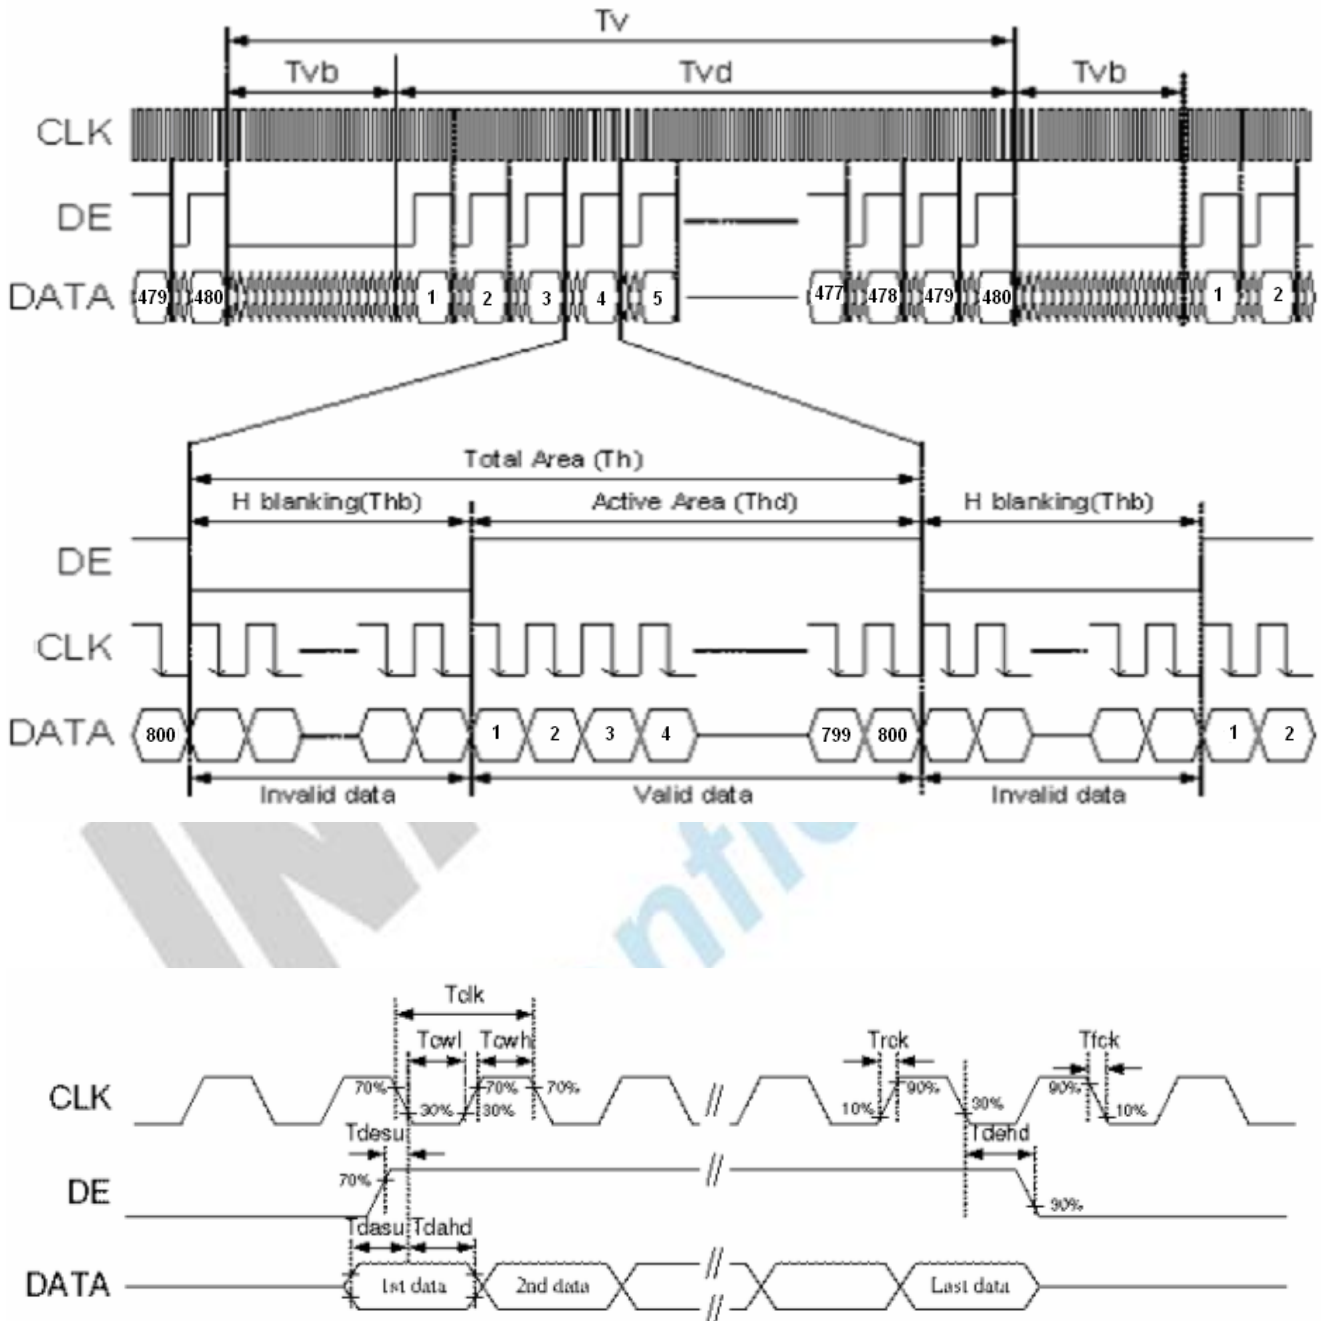 Tv
Tvb Tvd Tvb
CLK
DE
DATA 479 480 1 2 3 4 5 477 478 479 480 1 2
Total Area (Th)
H blanking(Thb) Active Area (Thd) H blanking(Thb)
DE
CLK
DATA 800 1 2 3 4 799 800 1 2
Invalid data Valid data Invalid data
Tclk
Tcwl Tcwh Trck Tfck
CLK 70% 70% 70% 90% 90%
30% 30% 10% 30% 10%
Tdesu Tdehd
70%
DE 30%
Tdasu Tdahd
DATA 1st data 2nd data // Last data